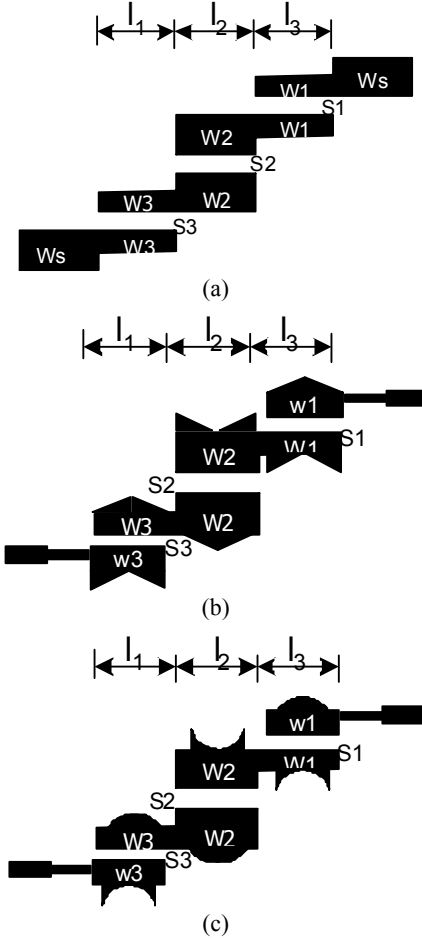 l1 l2 l3
W1 Ws
S1
W2 W1
S2
W3 W2
S3
Ws W3
(a)
l1 l2 l3
w1
W1 S1
W2
S2
W3 W2
S3
w3
(b)
l1 l2 l3
w1
W1 S1
W2
S2
W3 W2
S3
w3
(c)